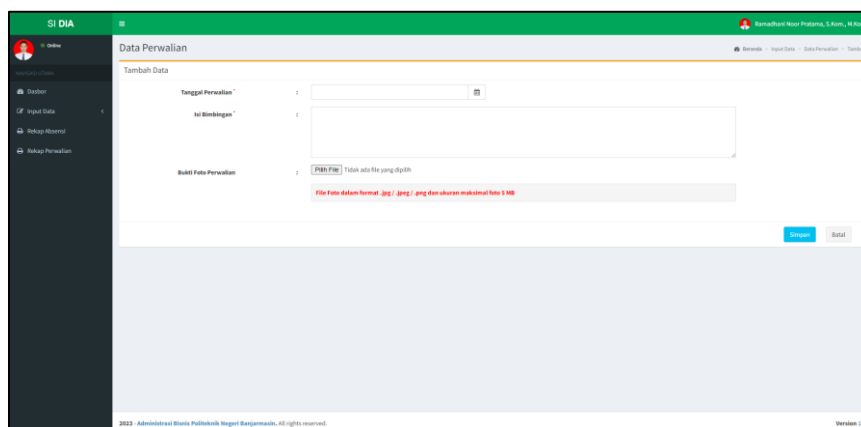 SI DIA
Ramadhani Noor Pratama, S.Kom., M.Ko
Online
Data Perwalian
Beranda > Input Data > Data Perwalian > Tamb
NAVIGASI UTAMA
Tambah Data
Dasbor
Tanggal Perwalian * :
Input Data
Isi Bimbingan * :
Rekap Absensi
Rekap Perwalian
Bukti Foto Perwalian : Pilih File Tidak ada file yang dipilih
File Foto dalam format .jpg / .jpeg / .png dan ukuran maksimal foto 5 MB
Simpan Batal
2023 - Administrasi Bisnis Politeknik Negeri Banjarmasin. All rights reserved.
Version